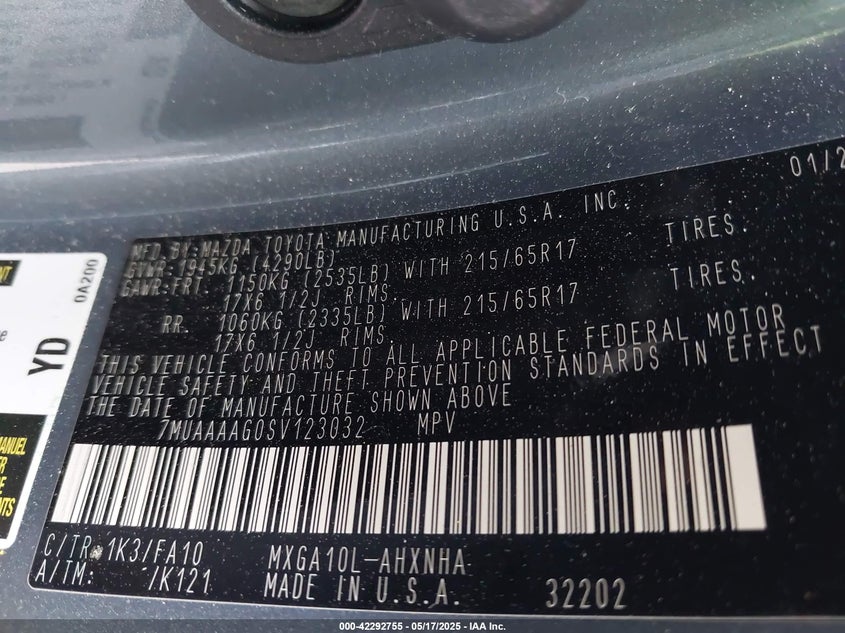 01/2
MFD. BY: MAZDA TOYOTA MANUFACTURING U.S.A. INC.
GVWR: 1945KG (4290LB)
GAWR: FRT. 1150KG (2535LB) WITH 215/65R17 TIRES.
17X6 1/2J RIMS.
RR. 1060KG (2335LB) WITH 215/65R17 TIRES.
17X6 1/2J RIMS.
THIS VEHICLE CONFORMS TO ALL APPLICABLE FEDERAL MOTOR
VEHICLE SAFETY AND THEFT PREVENTION STANDARDS IN EFFECT
THE DATE OF MANUFACTURE SHOWN ABOVE
7MUAAAAG0SV123032 MPV
C/TR: 1K3/FA10 MXGA10L-AHXNHA
A/TM: /K121 MADE IN U.S.A. 32202
0A200
YD
000-42292755 - 05/17/2025 - IAA Inc.